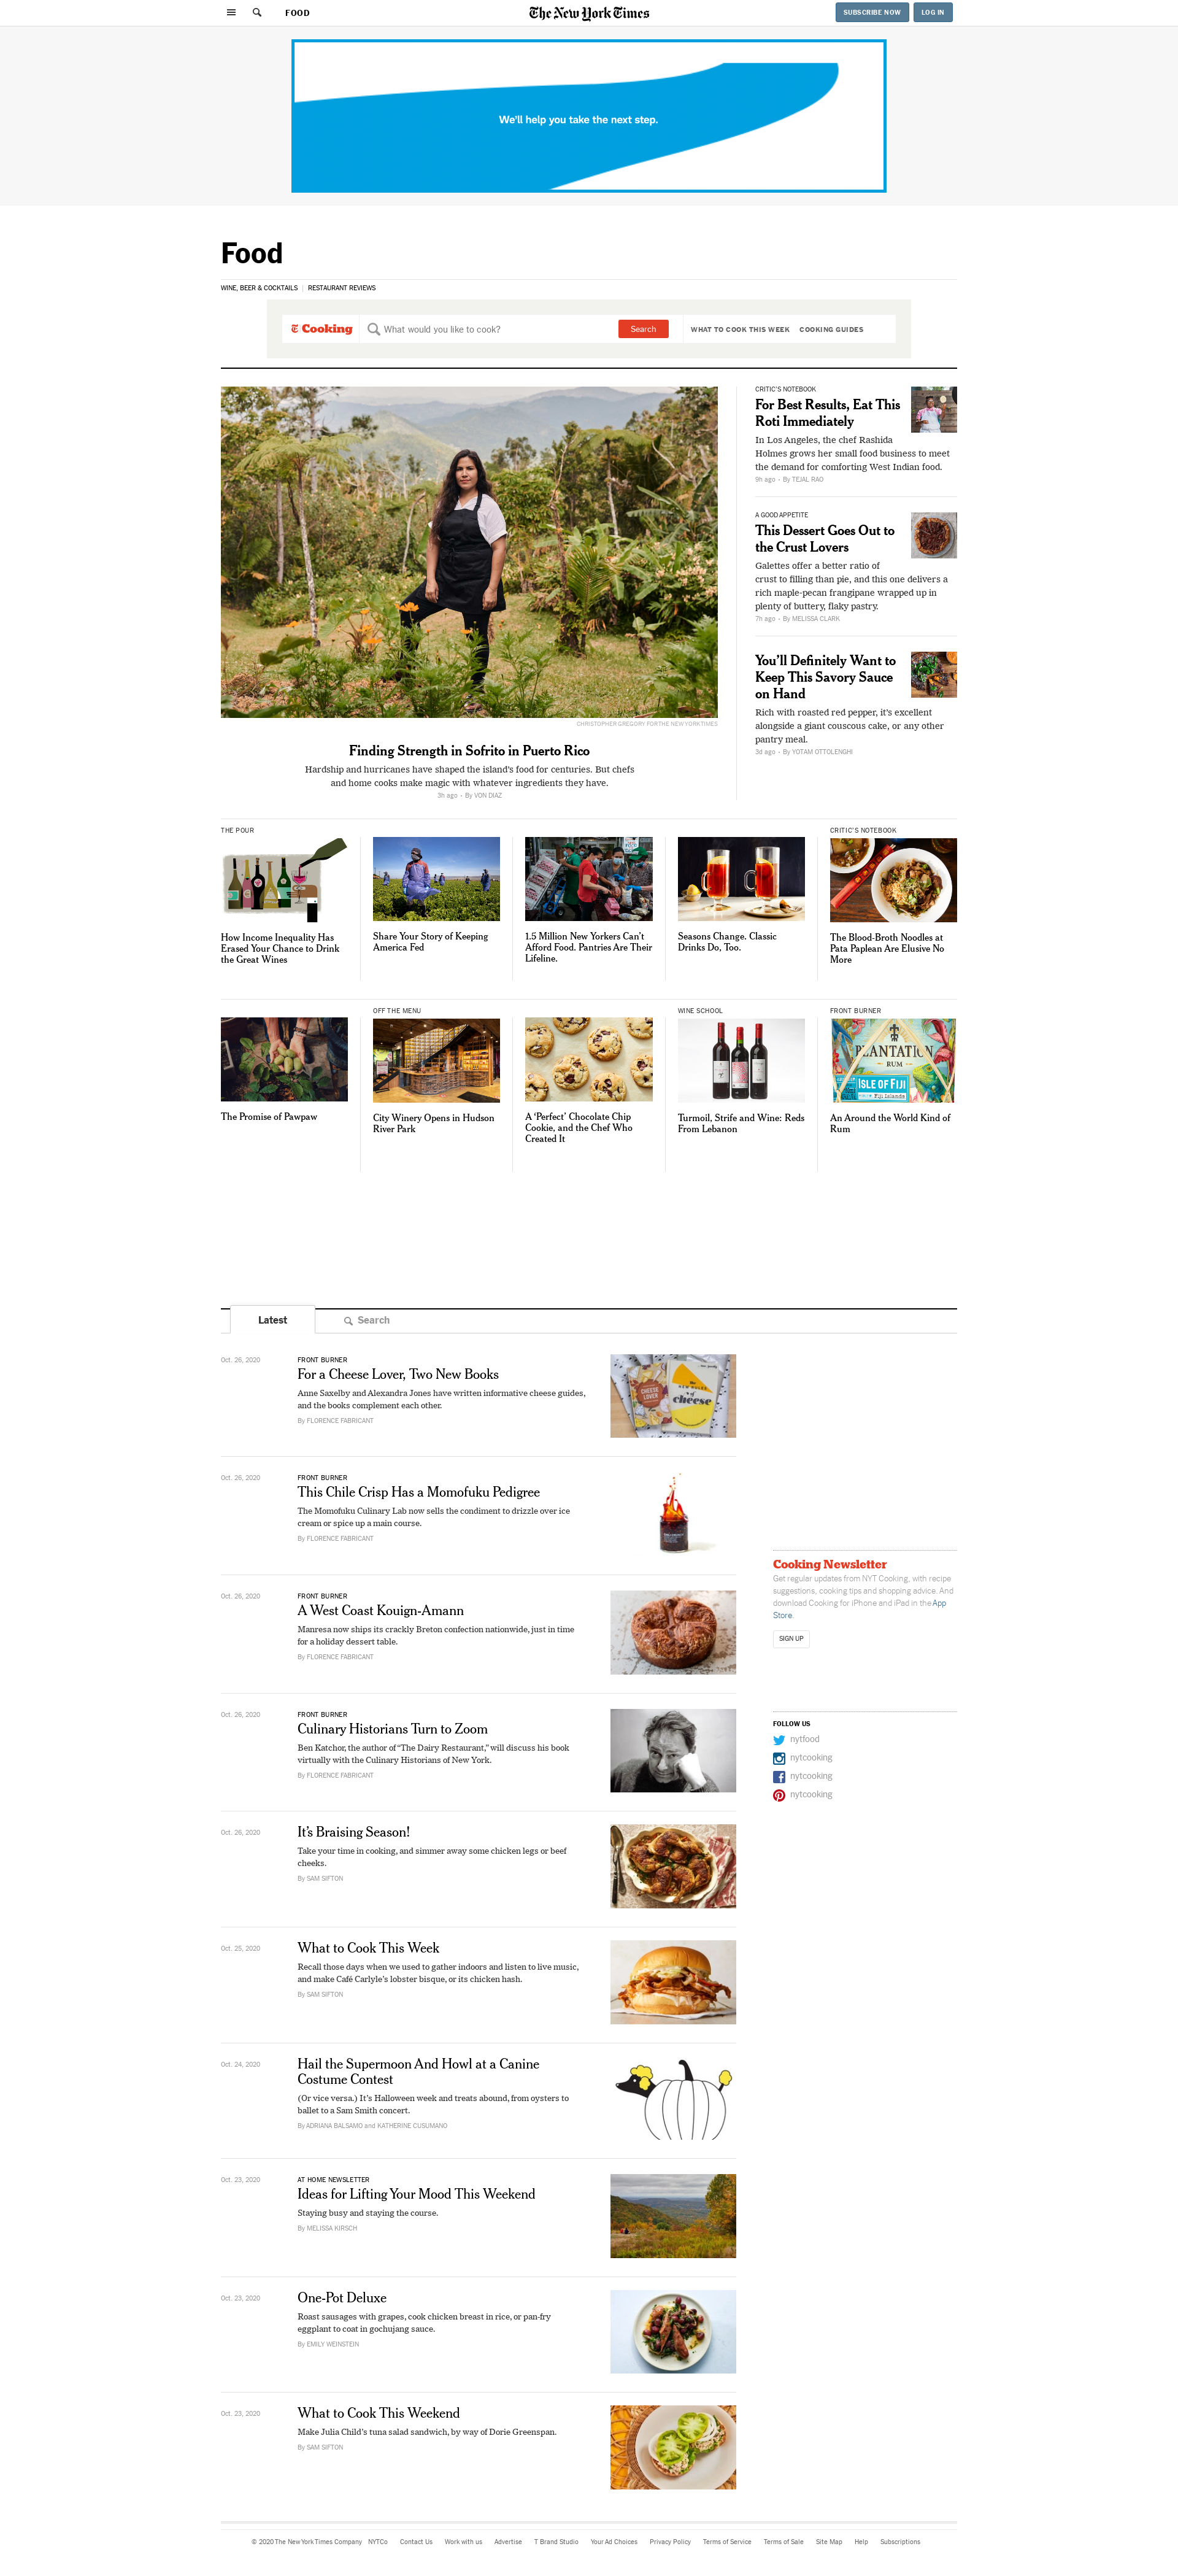 FOOD
The New York Times
SUBSCRIBE NOW
LOG IN
We'll help you take the next step.
Food
WINE, BEER & COCKTAILS | RESTAURANT REVIEWS
Cooking
What would you like to cook?
Search
WHAT TO COOK THIS WEEK
COOKING GUIDES
CHRISTOPHER GREGORY FOR THE NEW YORK TIMES
Finding Strength in Sofrito in Puerto Rico
Hardship and hurricanes have shaped the island's food for centuries. But chefs
and home cooks make magic with whatever ingredients they have.
3h ago - By VON DIAZ
CRITIC'S NOTEBOOK
For Best Results, Eat This
Roti Immediately
In Los Angeles, the chef Rashida
Holmes grows her small food business to meet
the demand for comforting West Indian food.
9h ago - By TEJAL RAO
A GOOD APPETITE
This Dessert Goes Out to
the Crust Lovers
Galettes offer a better ratio of
crust to filling than pie, and this one delivers a
rich maple-pecan frangipane wrapped up in
plenty of buttery, flaky pastry.
7h ago - By MELISSA CLARK
You'll Definitely Want to
Keep This Savory Sauce
on Hand
Rich with roasted red pepper, it's excellent
alongside a giant couscous cake, or any other
pantry meal.
3d ago - By YOTAM OTTOLENGHI
THE POUR
How Income Inequality Has
Erased Your Chance to Drink
the Great Wines
Share Your Story of Keeping
America Fed
1.5 Million New Yorkers Can't
Afford Food. Pantries Are Their
Lifeline.
Seasons Change. Classic
Drinks Do, Too.
CRITIC'S NOTEBOOK
The Blood-Broth Noodles at
Pata Paplean Are Elusive No
More
The Promise of Pawpaw
OFF THE MENU
City Winery Opens in Hudson
River Park
A 'Perfect' Chocolate Chip
Cookie, and the Chef Who
Created It
WINE SCHOOL
Turmoil, Strife and Wine: Reds
From Lebanon
FRONT BURNER
PLANTATION
RUM
ISLE OF FIJI
Fiji Islands
An Around the World Kind of
Rum
Latest
Search
Oct. 26, 2020
FRONT BURNER
For a Cheese Lover, Two New Books
Anne Saxelby and Alexandra Jones have written informative cheese guides,
and the books complement each other.
By FLORENCE FABRICANT
CHEESE
LOVER
of
cheese
Oct. 26, 2020
FRONT BURNER
This Chile Crisp Has a Momofuku Pedigree
The Momofuku Culinary Lab now sells the condiment to drizzle over ice
cream or spice up a main course.
By FLORENCE FABRICANT
Oct. 26, 2020
FRONT BURNER
A West Coast Kouign-Amann
Manresa now ships its crackly Breton confection nationwide, just in time
for a holiday dessert table.
By FLORENCE FABRICANT
Oct. 26, 2020
FRONT BURNER
Culinary Historians Turn to Zoom
Ben Katchor, the author of "The Dairy Restaurant," will discuss his book
virtually with the Culinary Historians of New York.
By FLORENCE FABRICANT
Oct. 26, 2020
It's Braising Season!
Take your time in cooking, and simmer away some chicken legs or beef
cheeks.
By SAM SIFTON
Oct. 25, 2020
What to Cook This Week
Recall those days when we used to gather indoors and listen to live music,
and make Café Carlyle's lobster bisque, or its chicken hash.
By SAM SIFTON
Oct. 24, 2020
Hail the Supermoon And Howl at a Canine
Costume Contest
(Or vice versa.) It's Halloween week and treats abound, from oysters to
ballet to a Sam Smith concert.
By ADRIANA BALSAMO and KATHERINE CUSUMANO
Oct. 23, 2020
AT HOME NEWSLETTER
Ideas for Lifting Your Mood This Weekend
Staying busy and staying the course.
By MELISSA KIRSCH
Oct. 23, 2020
One-Pot Deluxe
Roast sausages with grapes, cook chicken breast in rice, or pan-fry
eggplant to coat in gochujang sauce.
By EMILY WEINSTEIN
Oct. 23, 2020
What to Cook This Weekend
Make Julia Child's tuna salad sandwich, by way of Dorie Greenspan.
By SAM SIFTON
Cooking Newsletter
Get regular updates from NYT Cooking, with recipe
suggestions, cooking tips and shopping advice. And
download Cooking for iPhone and iPad in the App
Store.
SIGN UP
FOLLOW US
nytfood
nytcooking
nytcooking
nytcooking
© 2020 The New York Times Company NYTCo Contact Us Work with us Advertise T Brand Studio Your Ad Choices Privacy Policy Terms of Service Terms of Sale Site Map Help Subscriptions